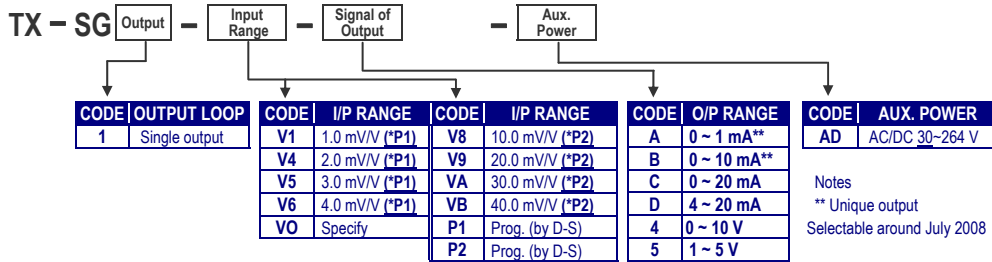 TX – SG Output – Input Range – Signal of Output – Aux. Power
CODE OUTPUT LOOP CODE I/P RANGE CODE I/P RANGE CODE O/P RANGE CODE AUX. POWER
1 Single output V1 1.0 mV/V (*P1) V8 10.0 mV/V (*P2) A 0 ~ 1 mA** AD AC/DC 30~264 V
V4 2.0 mV/V (*P1) V9 20.0 mV/V (*P2) B 0 ~ 10 mA**
V5 3.0 mV/V (*P1) VA 30.0 mV/V (*P2) C 0 ~ 20 mA Notes
V6 4.0 mV/V (*P1) VB 40.0 mV/V (*P2) D 4 ~ 20 mA ** Unique output
VO Specify P1 Prog. (by D-S) 4 0 ~ 10 V Selectable around July 2008
P2 Prog. (by D-S) 5 1 ~ 5 V